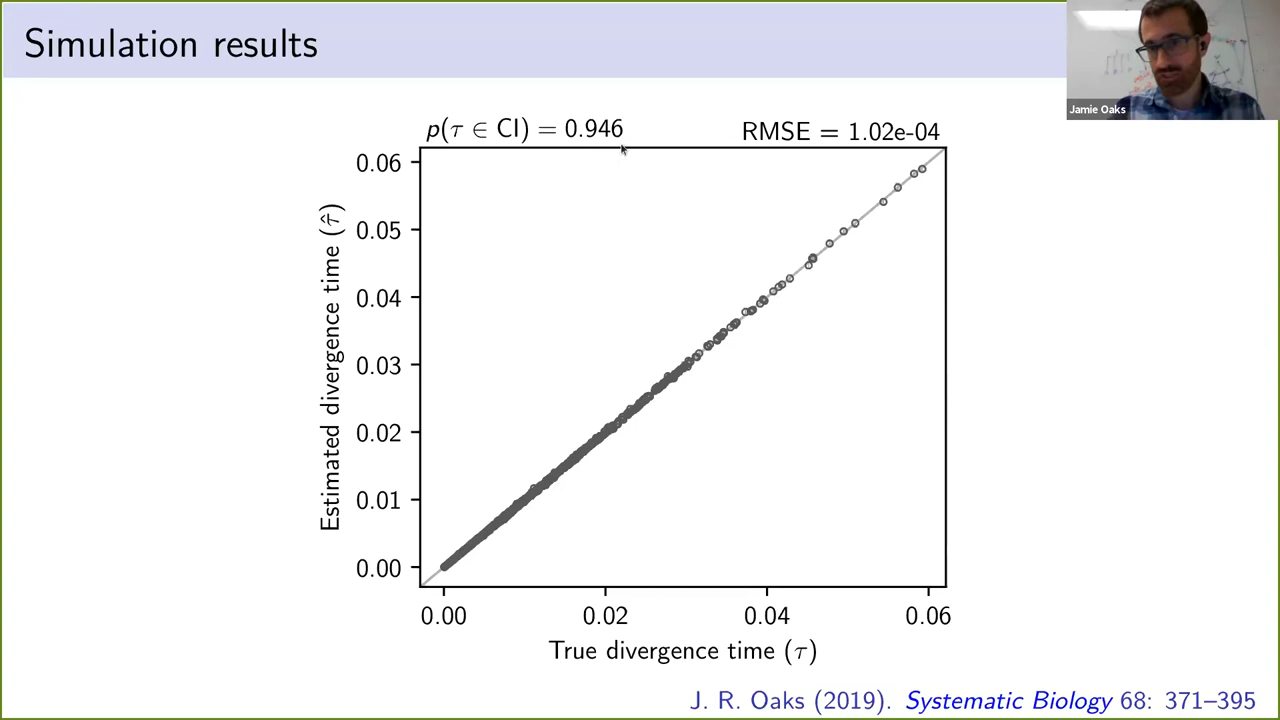 Simulation results
Jamie Oaks
p(τ ∈ CI) = 0.946
RMSE = 1.02e-04
0.06
0.05
0.04
0.03
0.02
0.01
0.00
Estimated divergence time (τ̂)
0.00
0.02
0.04
0.06
True divergence time (τ)
J. R. Oaks (2019). Systematic Biology 68: 371–395